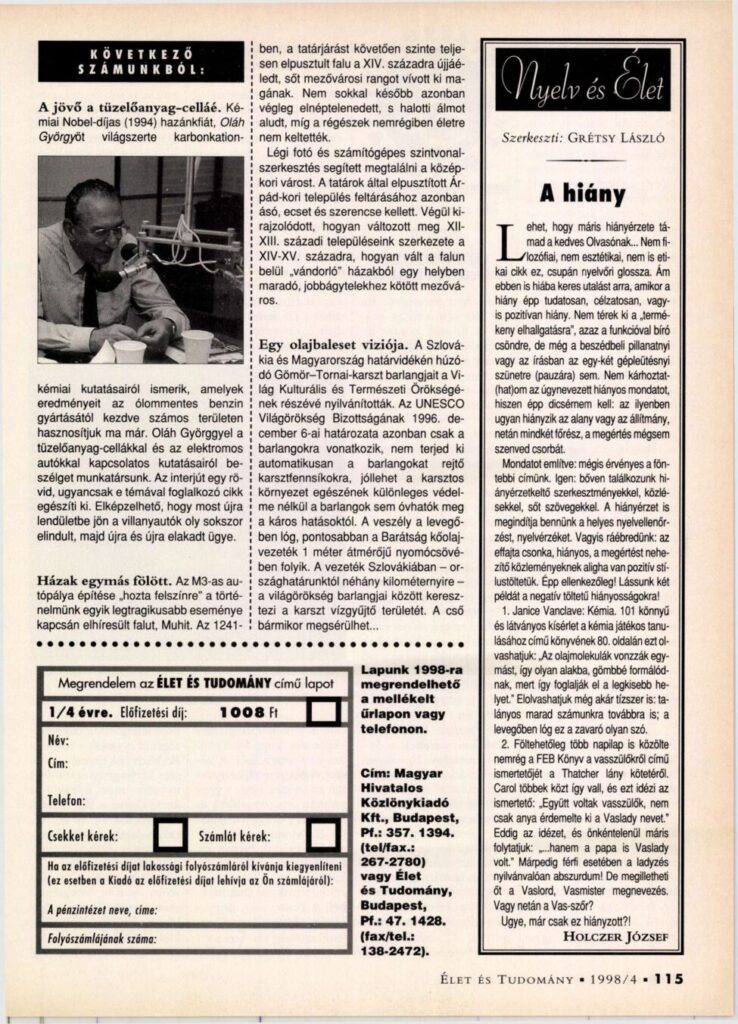 KÖVETKEZŐ
SZÁMUNKBÓL:
A jövő a tüzelőanyag-celláé. Ké-
miai Nobel-díjas (1994) hazánkfiát, Oláh
Györgyöt világszerte karbonkation-
kémiai kutatásairól ismerik, amelyek
eredményeit az ólommentes benzin
gyártásától kezdve számos területen
hasznosítjuk ma már. Oláh Györggyel a
tüzelőanyag-cellákkal és az elektromos
autókkal kapcsolatos kutatásairól be-
szélget munkatársunk. Az interjút egy rö-
vid, ugyancsak e témával foglalkozó cikk
egészíti ki. Elképzelhető, hogy most újra
lendületbe jön a villanyautók oly sokszor
elindult, majd újra és újra elakadt ügye.
Házak egymás fölött. Az M3-as au-
tópálya építése „hozta felszínre” a törté-
nelmünk egyik legtragikusabb eseménye
kapcsán elhíresült falut, Muhit. Az 1241-
ben, a tatárjárást követően szinte telje-
sen elpusztult falu a XIV. századra újjáé-
ledt, sőt mezővárosi rangot vívott ki ma-
gának. Nem sokkal később azonban
végleg elnéptelenedett, s halotti álmot
aludt, míg a régészek nemrégiben életre
nem keltették.
Légi fotó és számítógépes szintvonal-
szerkesztés segített megtalálni a közép-
kori várost. A tatárok által elpusztított Ár-
pád-kori település feltárásához azonban
ásó, ecset és szerencse kellett. Végül ki-
rajzolódott, hogyan változott meg XII-
XIII. századi településeink szerkezete a
XIV-XV. századra, hogyan vált a falun
belül „vándorló” házakból egy helyben
maradó, jobbágytelekhez kötött mezővá-
ros.
Egy olajbaleset viziója. A Szlová-
kia és Magyarország határvidékén húzó-
dó Gömör–Tornai-karszt barlangjait a Vi-
lág Kulturális és Természeti Örökségé-
nek részévé nyilvánították. Az UNESCO
Világörökség Bizottságának 1996. de-
cember 6-ai határozata azonban csak a
barlangokra vonatkozik, nem terjed ki
automatikusan a barlangokat rejtő
karsztfennsíkokra, jóllehet a karsztos
környezet egészének különleges védel-
me nélkül a barlangok sem óvhatók meg
a káros hatásoktól. A veszély a levegő-
ben lóg, pontosabban a Barátság kőolaj-
vezeték 1 méter átmérőjű nyomócsövé-
ben folyik. A vezeték Szlovákiában – or-
szághatárunktól néhány kilométernyire –
a világörökség barlangjai között keresz-
tezi a karszt vízgyűjtő területét. A cső
bármikor megsérülhet...
Megrendelem az ÉLET ÉS TUDOMÁNY című lapot
1/4 évre. Előfizetési díj: 1008 Ft
Név:
Cím:
Telefon:
Csekket kérek: Számlát kérek:
Ha az előfizetési díjat lakossági folyószámláról kívánja kiegyenlíteni
(ez esetben a Kiadó az előfizetési díjat lehívja az Ön számlájáról):
A pénzintézet neve, címe:
Folyószámlájának száma:
Lapunk 1998-ra
megrendelhető
a mellékelt
űrlapon vagy
telefonon.
Cím: Magyar
Hivatalos
Közlönykiadó
Kft., Budapest,
Pf.: 357. 1394.
(tel/fax.:
267-2780)
vagy Élet
és Tudomány,
Budapest,
Pf.: 47. 1428.
(fax/tel.:
138-2472).
Nyelv és Élet
Szerkeszti: GRÉTSY LÁSZLÓ
A hiány
Lehet, hogy máris hiányérzete tá-
mad a kedves Olvasónak... Nem fi-
lozófiai, nem esztétikai, nem is eti-
kai cikk ez, csupán nyelvőri glossza. Ám
ebben is hiába keres utalást arra, amikor a
hiány épp tudatosan, célzatosan, vagy-
is pozitívan hiány. Nem térek ki a „termé-
keny elhallgatásra”, azaz a funkcióval bíró
csöndre, de még a beszédbeli pillanatnyi
vagy az írásban az egy-két gépleütésnyi
szünetre (pauzára) sem. Nem kárhoztat-
(hat)om az úgynevezett hiányos mondatot,
hiszen épp dicsérnem kell: az ilyenben
ugyan hiányzik az alany vagy az állítmány,
netán mindkét főrész, a megértés mégsem
szenved csorbát.
Mondatot említve: mégis érvényes a fön-
tebbi címünk. Igen: bőven találkozunk hi-
ányérzetkeltő szerkesztményekkel, közlé-
sekkel, sőt szövegekkel. A hiányérzet is
megindítja bennünk a helyes nyelvellenőr-
zést, nyelvérzéket. Vagyis ráébredünk: az
effajta csonka, hiányos, a megértést nehe-
zítő közleményeknek aligha van pozitív sti-
lustöltetük. Épp ellenkezőleg! Lássunk két
példát a negatív töltetű hiányosságokra!
1. Janice Vanclave: Kémia. 101 könnyű
és látványos kísérlet a kémia játékos tanu-
lásához című könyvének 80. oldalán ezt ol-
vashatjuk: „Az olajmolekulák vonzzák egy-
mást, így olyan alakba, gömbbé formálód-
nak, mert így foglalják el a legkisebb he-
lyet.” Elolvashatjuk még akár tízszer is: ta-
lányos marad számunkra továbbra is; a
levegőben lóg ez a zavaró olyan szó.
2. Föltehetőleg több napilap is közölte
nemrég a FEB Könyv a vasszülőkről című
ismertetőjét a Thatcher lány kötetéről.
Carol többek közt így vall, és ezt idézi az
ismertető: „Együtt voltak vasszülők, nem
csak anya érdemelte ki a Vaslady nevet.”
Eddig az idézet, és önkéntelenül máris
folytatjuk: „...hanem a papa is Vaslady
volt.” Márpedig férfi esetében a ladyzés
nyilvánvalóan abszurdum! De megilletheti
őt a Vaslord, Vasmister megnevezés.
Vagy netán a Vas-szőr?
Ugye, már csak ez hiányzott?!
HOLCZER JÓZSEF
ÉLET ÉS TUDOMÁNY ▪ 1998/4 ▪ 115